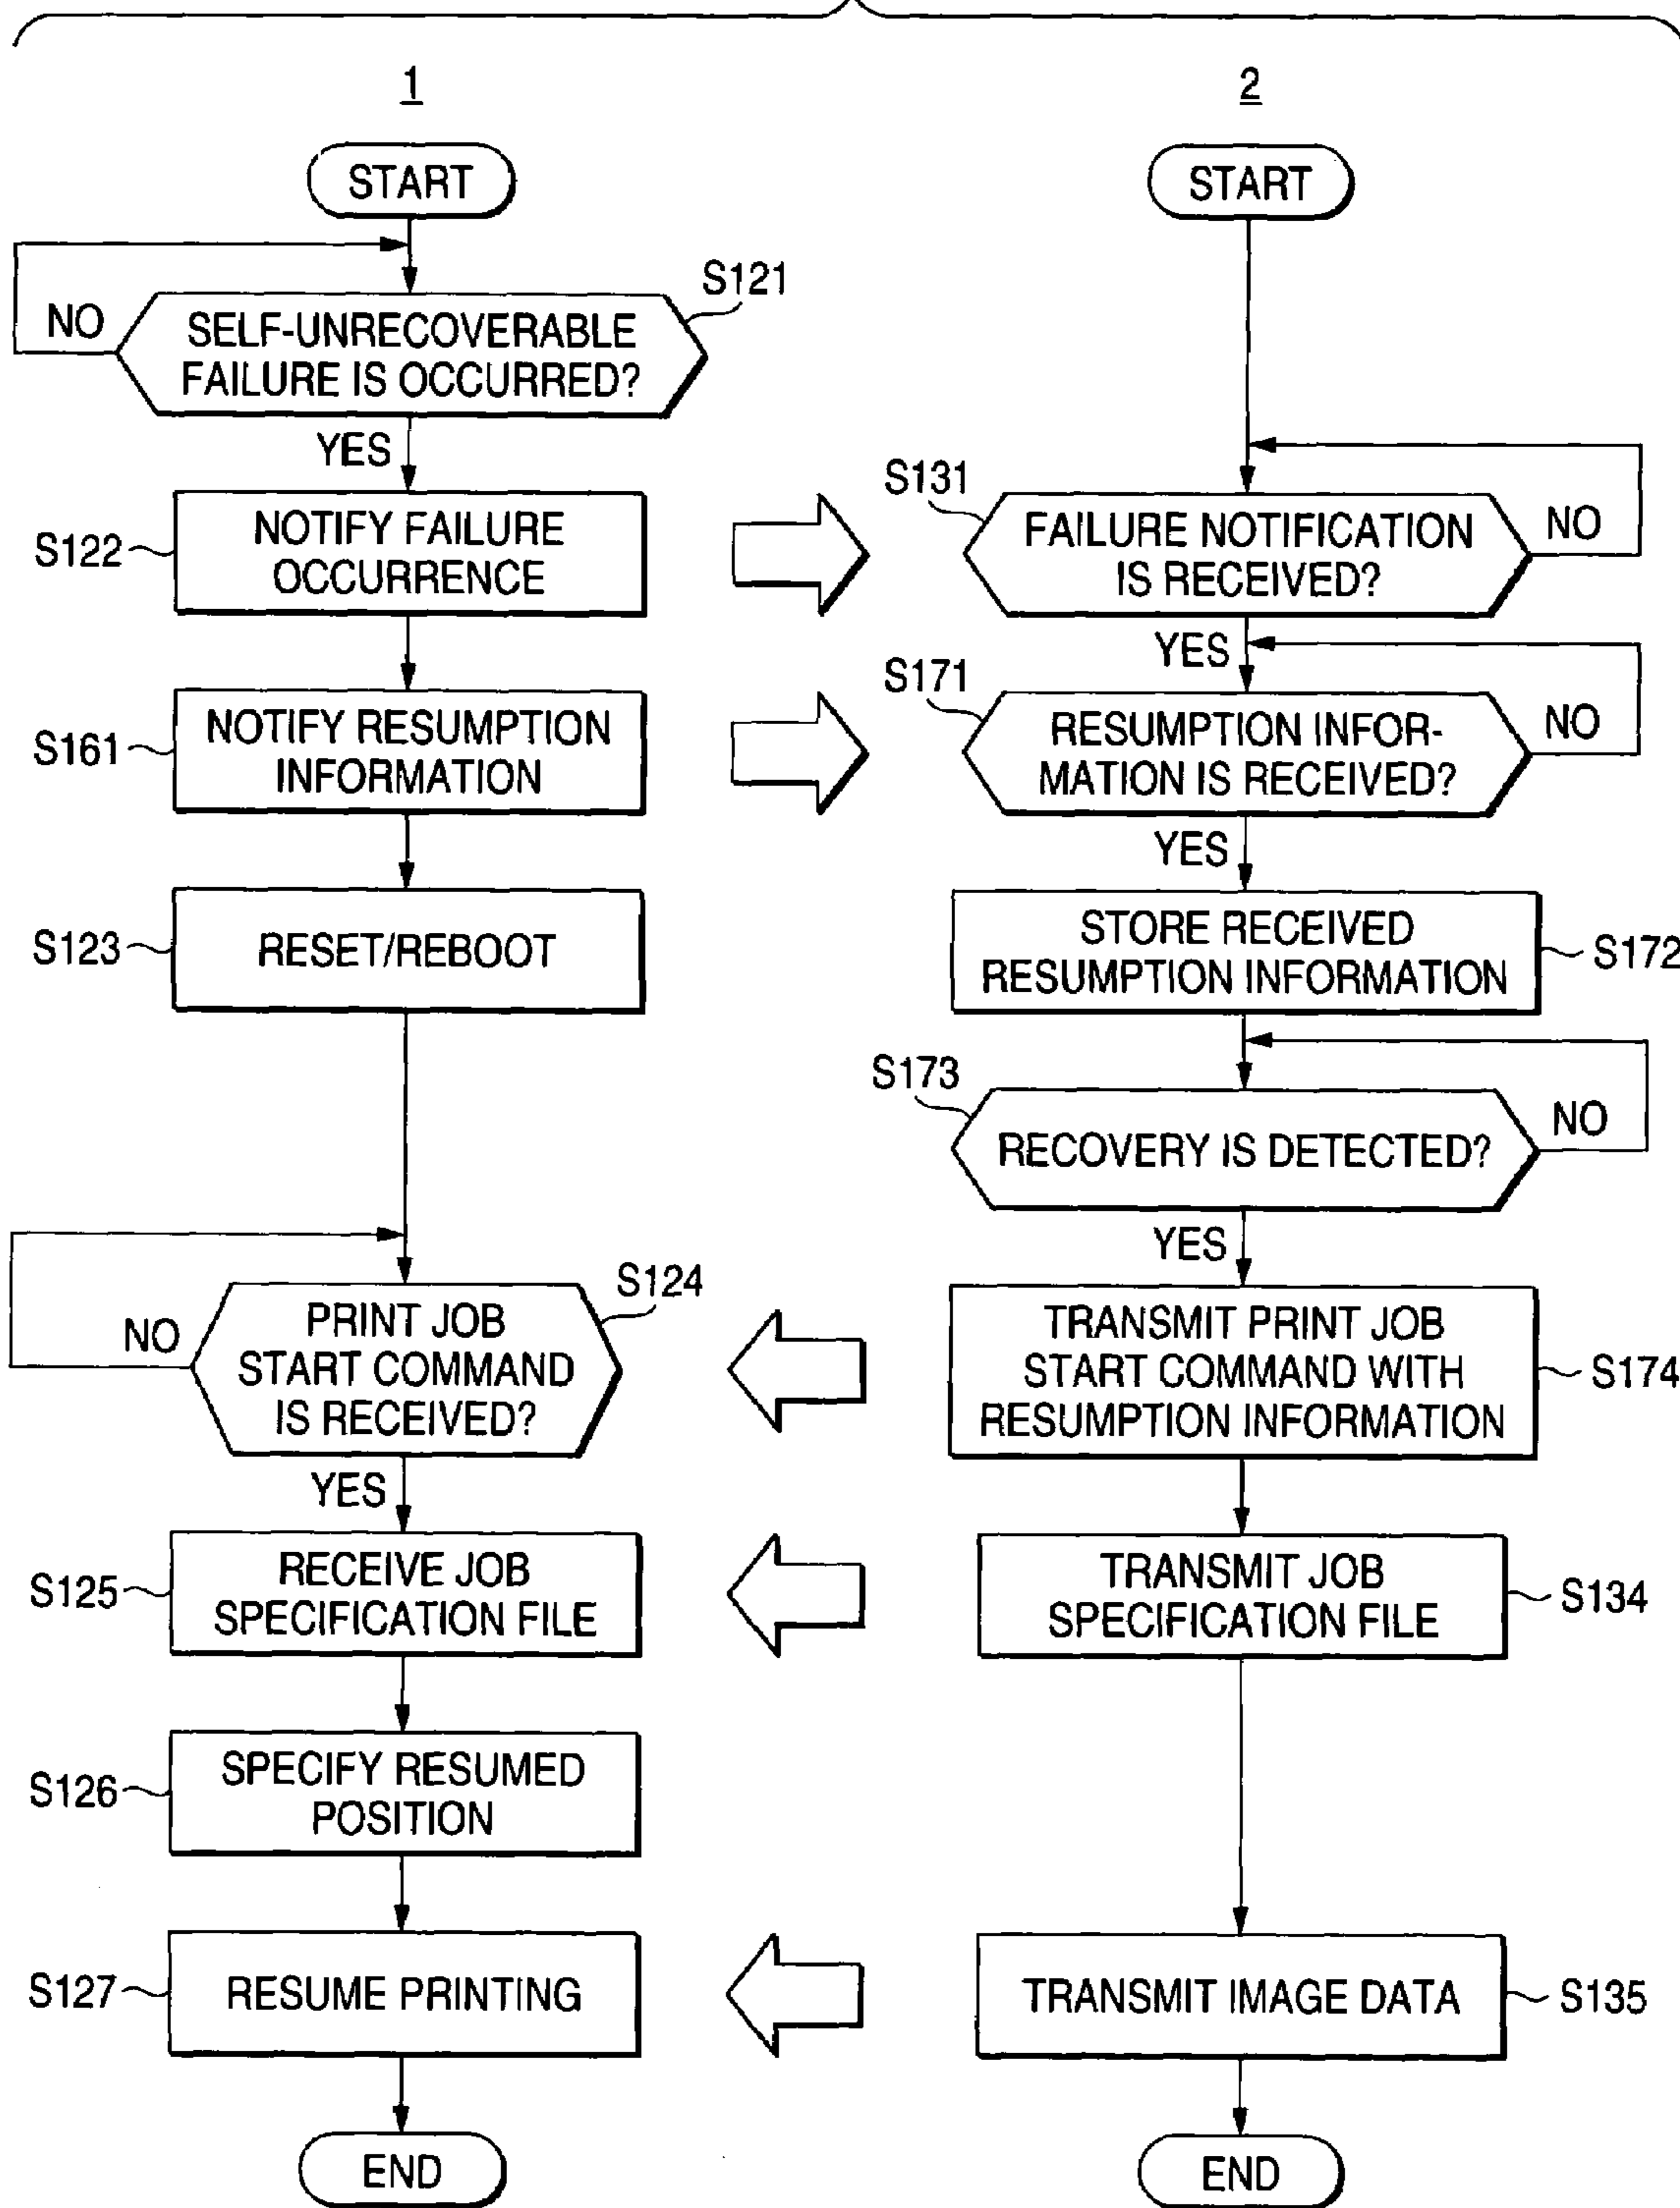 1
START
S121
NO
SELF-UNRECOVERABLE
FAILURE IS OCCURRED?
YES
S122
NOTIFY FAILURE
OCCURRENCE
S161
NOTIFY RESUMPTION
INFORMATION
S123
RESET/REBOOT
S124
NO
PRINT JOB
START COMMAND
IS RECEIVED?
YES
S125
RECEIVE JOB
SPECIFICATION FILE
S126
SPECIFY RESUMED
POSITION
S127
RESUME PRINTING
END
2
START
S131
FAILURE NOTIFICATION
IS RECEIVED?
NO
YES
S171
RESUMPTION INFOR-
MATION IS RECEIVED?
NO
YES
STORE RECEIVED
RESUMPTION INFORMATION
S172
S173
RECOVERY IS DETECTED?
NO
YES
TRANSMIT PRINT JOB
START COMMAND WITH
RESUMPTION INFORMATION
S174
TRANSMIT JOB
SPECIFICATION FILE
S134
TRANSMIT IMAGE DATA
S135
END